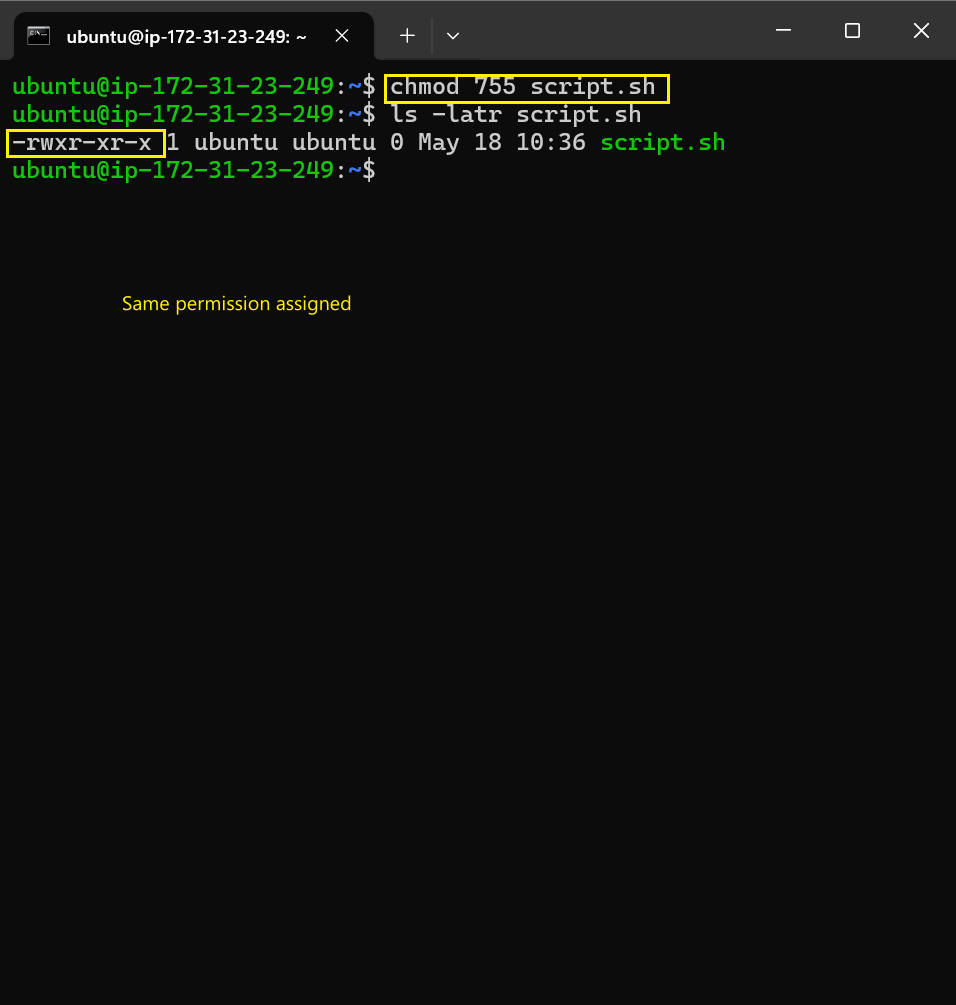 ubuntu@ip-172-31-23-249: ~
ubuntu@ip-172-31-23-249:~$ chmod 755 script.sh
ubuntu@ip-172-31-23-249:~$ ls -latr script.sh
-rwxr-xr-x 1 ubuntu ubuntu 0 May 18 10:36 script.sh
ubuntu@ip-172-31-23-249:~$
Same permission assigned